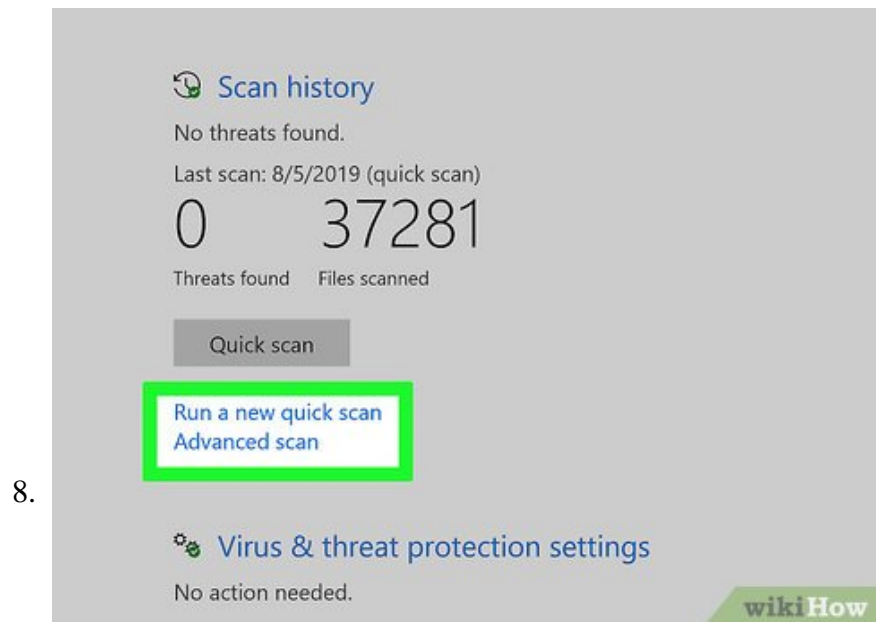 Scan history
No threats found.
Last scan: 8/5/2019 (quick scan)
0 37281
Threats found Files scanned
Quick scan
Run a new quick scan
Advanced scan
8.
Virus & threat protection settings
No action needed.
wikiHow